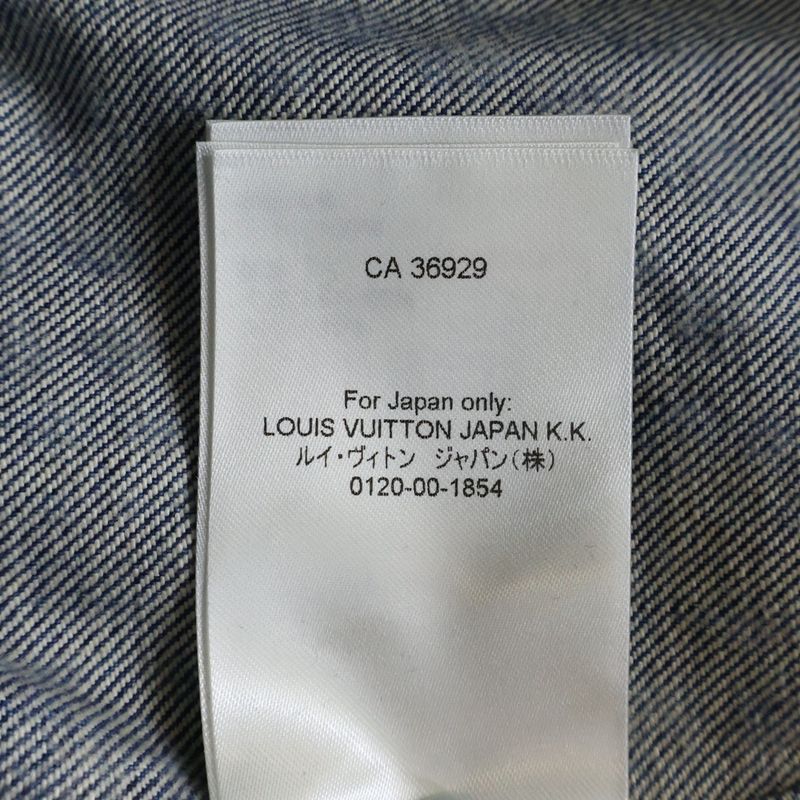 CA 36929
For Japan only:
LOUIS VUITTON JAPAN K.K.
ルイ・ヴィトン　ジャパン(株)
0120-00-1854